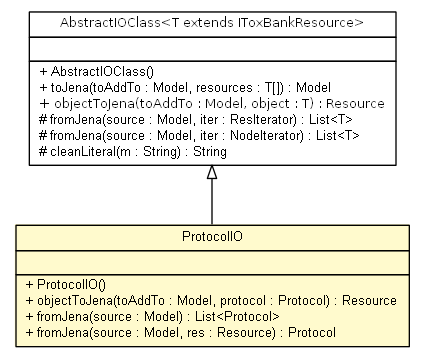 AbstractIOClass<T extends IToxBankResource>
+ AbstractIOClass()
+ toJena(toAddTo : Model, resources : T[]) : Model
+ objectToJena(toAddTo : Model, object : T) : Resource
# fromJena(source : Model, iter : ResIterator) : List<T>
# fromJena(source : Model, iter : NodeIterator) : List<T>
# cleanLiteral(m : String) : String
ProtocolIO
+ ProtocolIO()
+ objectToJena(toAddTo : Model, protocol : Protocol) : Resource
+ fromJena(source : Model) : List<Protocol>
+ fromJena(source : Model, res : Resource) : Protocol